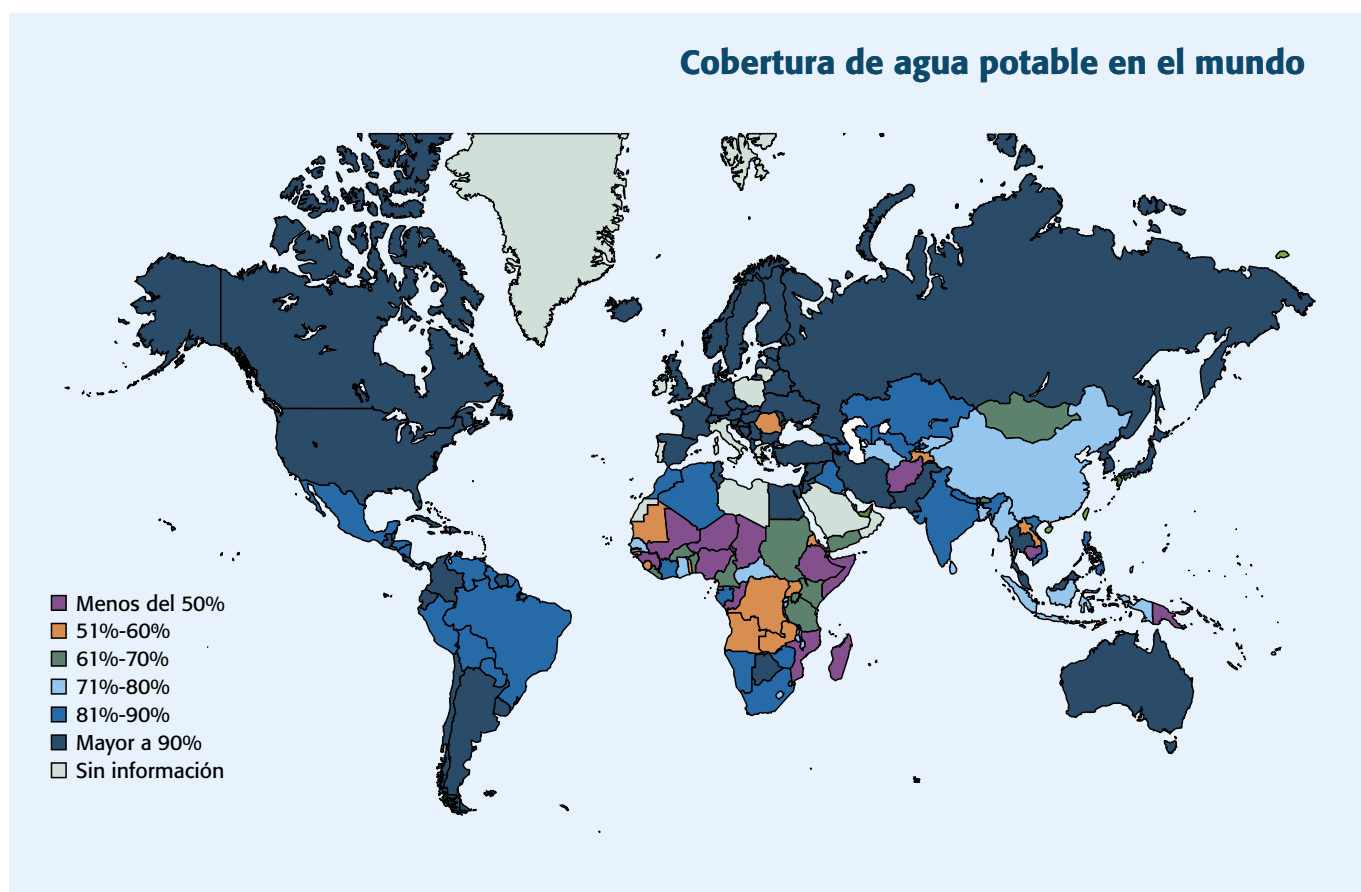 Cobertura de agua potable en el mundo
Menos del 50%
51%-60%
61%-70%
71%-80%
81%-90%
Mayor a 90%
Sin información